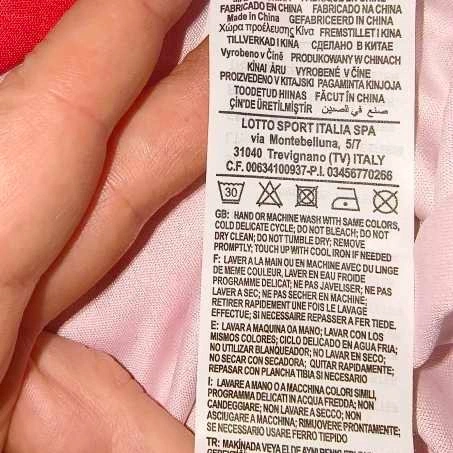 FABRICADO EN CHINA FABRICADO NA CHINA
Made in China GEFABRICEERD IN CHINA
Χώρα προέλευσης Κίνα FREMSTILLET I KINA
TILLVERKAD I KINA СДЕЛАНО В КИТАЕ
Vyrobeno v Číně PRODUKOWANY W CHINACH
KÍNAI ÁRU VYROBENÉ V ČÍNE
PROIZVEDENO V KITAJSKI PAGAMINTA KINIJOJA
TOODETUD HIINAS FĂCUT ÎN CHINA
ÇİN'DE ÜRETİLMİŞTİR صنع في الصين
LOTTO SPORT ITALIA SPA
via Montebelluna, 5/7
31040 Trevignano (TV) ITALY
C.F. 00634100937-P.I. 03456770266
30
GB: HAND OR MACHINE WASH WITH SAME COLORS,
COLD DELICATE CYCLE; DO NOT BLEACH; DO NOT
DRY CLEAN; DO NOT TUMBLE DRY; REMOVE
PROMPTLY; TOUCH UP WITH COOL IRON IF NEEDED
F: LAVER A LA MAIN OU EN MACHINE AVEC DU LINGE
DE MEME COULEUR, LAVER EN EAU FROIDE
PROGRAMME DELICAT; NE PAS JAVELISER; NE PAS
LAVER A SEC; NE PAS SECHER EN MACHINE;
RETIRER RAPIDEMENT UNE FOIS LE LAVAGE
EFFECTUE; SI NECESSAIRE REPASSER A FER TIEDE.
E: LAVAR A MAQUINA OA MANO; LAVAR CON LOS
MISMOS COLORES; CICLO DELICADO EN AGUA FRIA;
NO UTILIZAR BLANQUEADOR; NO LAVAR EN SECO;
NO SECAR CON SECADORA; QUITAR RAPIDAMENTE;
REPASAR CON PLANCHA TIBIA SI NECESARIO
I: LAVARE A MANO O A MACCHINA COLORI SIMILI,
PROGRAMMA DELICATI IN ACQUA FREDDA; NON
CANDEGGIARE; NON LAVARE A SECCO; NON
ASCIUGARE A MACCHINA; RIMUOVERE PRONTAMENTE;
SE NECESSARIO USARE FERRO TIEPIDO
TR: MAKİNADA VEYA EL DE AYNI